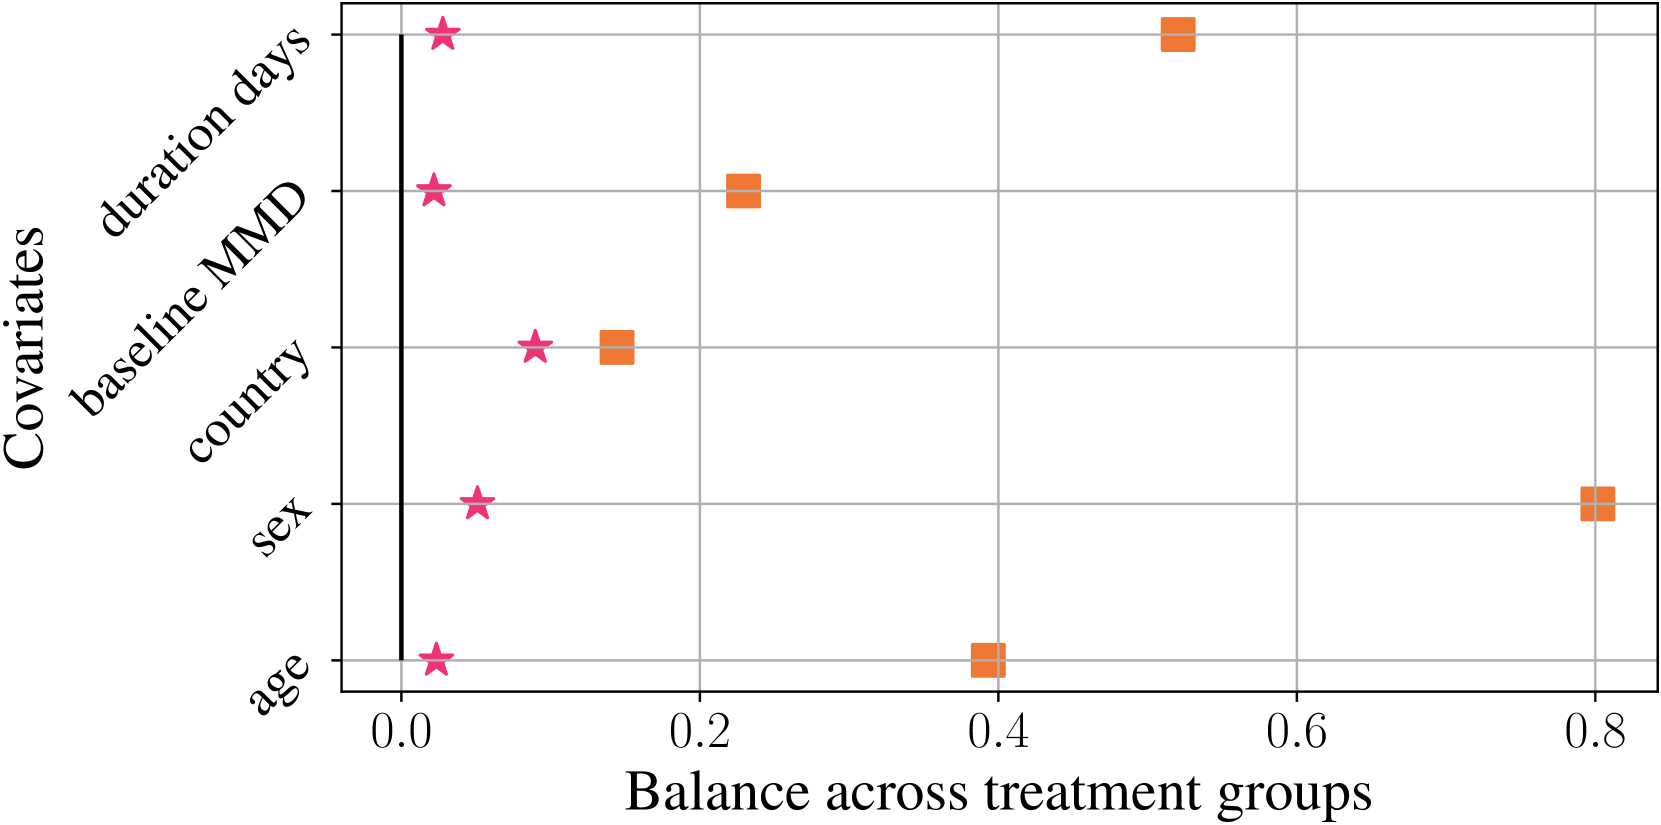 Covariates
duration days
baseline MMD
country
sex
age
0.0 0.2 0.4 0.6 0.8
Balance across treatment groups